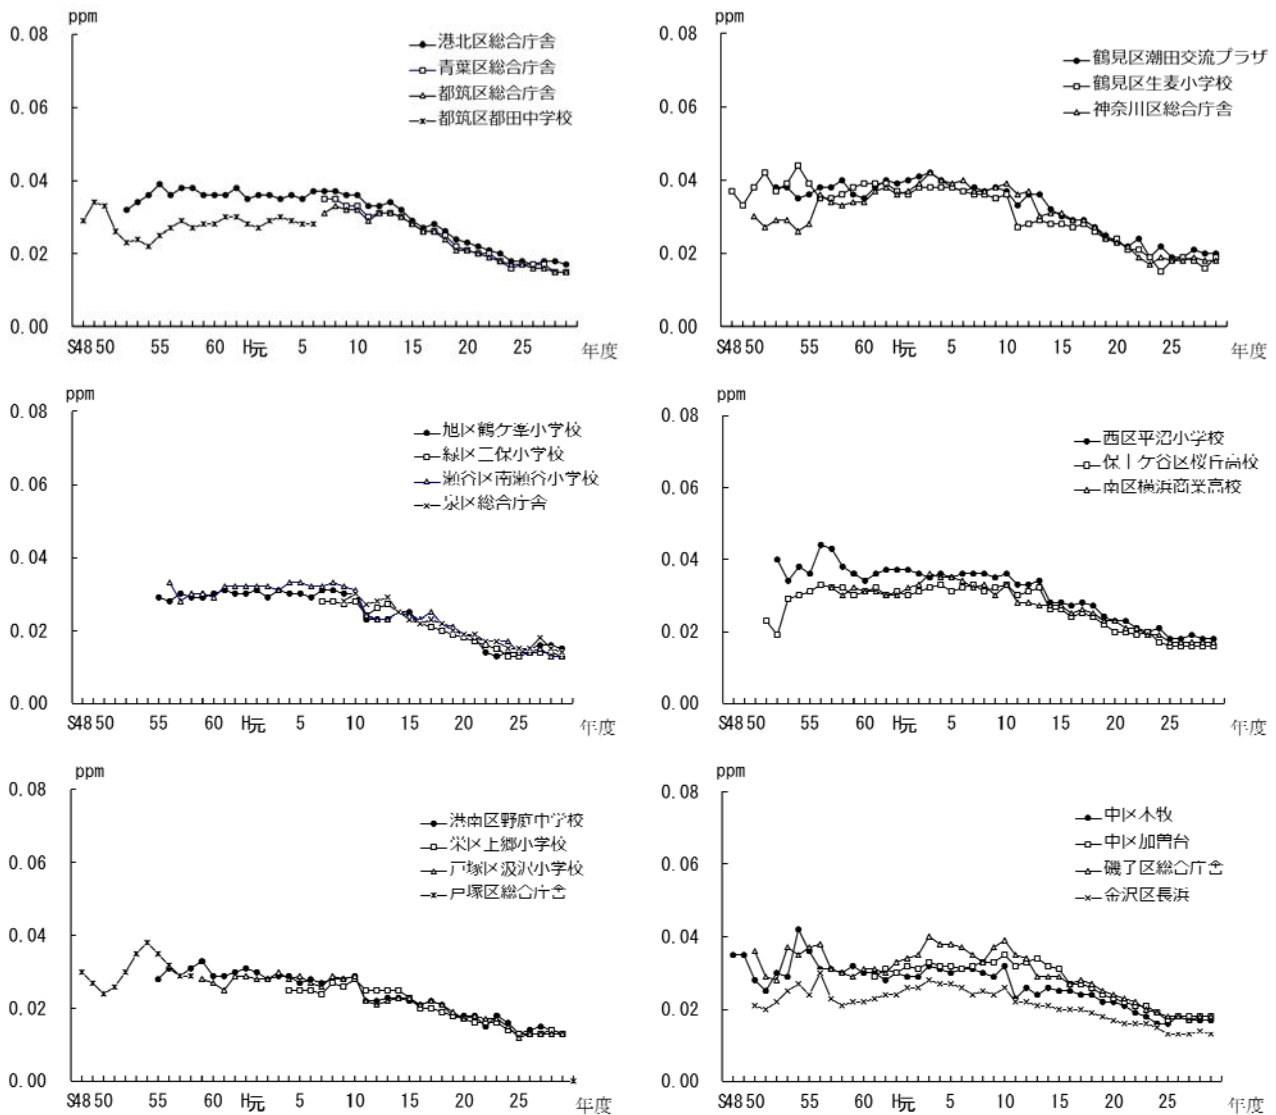 ppm
0.08
0.06
0.04
0.02
0.00
港北区総合庁舎
青葉区総合庁舎
都筑区総合庁舎
都筑区都田中学校
S48 50 55 60 H元 5 10 15 20 25 年度
ppm
0.08
0.06
0.04
0.02
0.00
鶴見区潮田交流プラザ
鶴見区生麦小学校
神奈川区総合庁舎
S48 50 55 60 H元 5 10 15 20 25 年度
ppm
0.08
0.06
0.04
0.02
0.00
旭区鶴ケ峯小学校
緑区三保小学校
瀬谷区南瀬谷小学校
泉区総合庁舎
S48 50 55 60 H元 5 10 15 20 25 年度
ppm
0.08
0.06
0.04
0.02
0.00
西区平沼小学校
保土ケ谷区桜丘高校
南区横浜商業高校
S48 50 55 60 H元 5 10 15 20 25 年度
ppm
0.08
0.06
0.04
0.02
0.00
港南区野庭中学校
栄区上郷小学校
戸塚区汲沢小学校
戸塚区総合庁舎
S48 50 55 60 H元 5 10 15 20 25 年度
ppm
0.08
0.06
0.04
0.02
0.00
中区本牧
中区加曽台
磯子区総合庁舎
金沢区長浜
S48 50 55 60 H元 5 10 15 20 25 年度